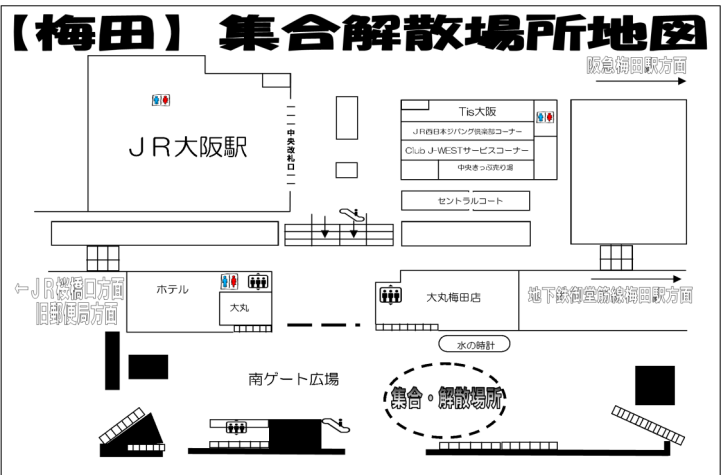 【梅田】 集合解散場所地図
阪急梅田駅方面
Tis大阪
JR西日本ジパング倶楽部コーナー
Club J-WESTサービスコーナー
中央きっぷ売り場
JR大阪駅
中央改札口
セントラルコート
←JR桜橋口方面
旧郵便局方面
ホテル
大丸
大丸梅田店
地下鉄御堂筋線梅田駅方面
水の時計
南ゲート広場
集合・解散場所